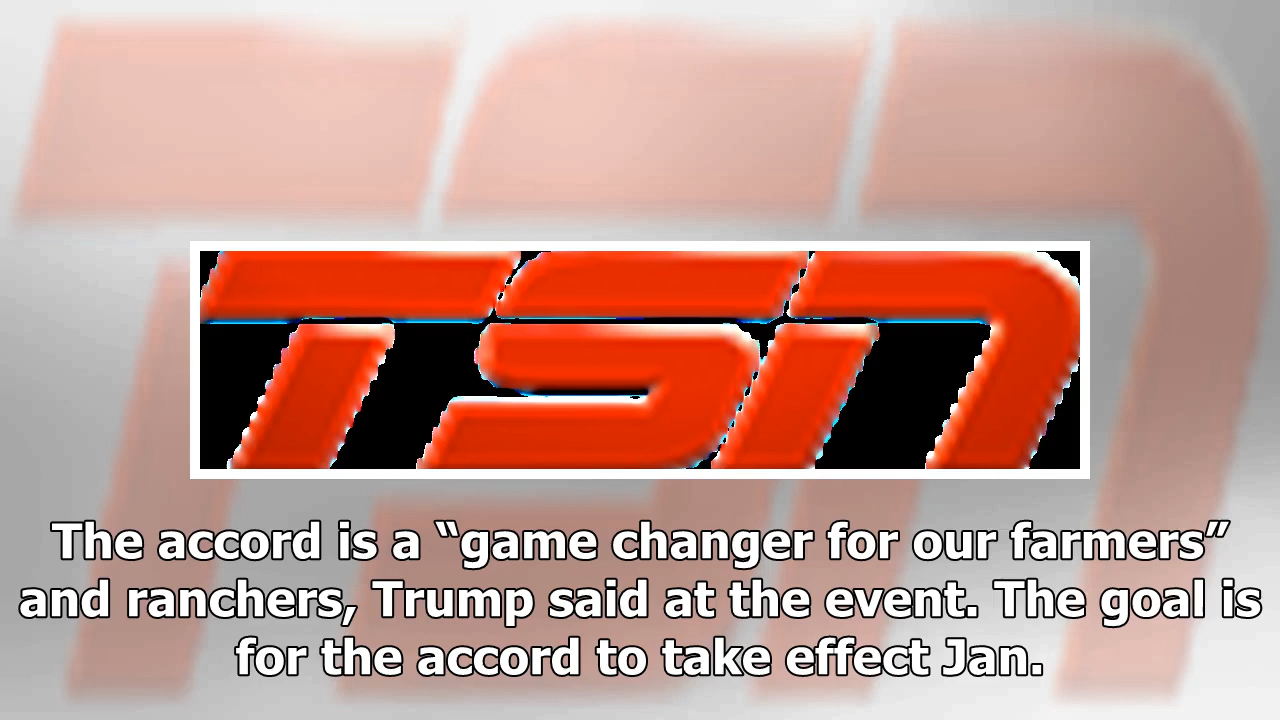 TSN
The accord is a “game changer for our farmers”
and ranchers, Trump said at the event. The goal is
for the accord to take effect Jan.